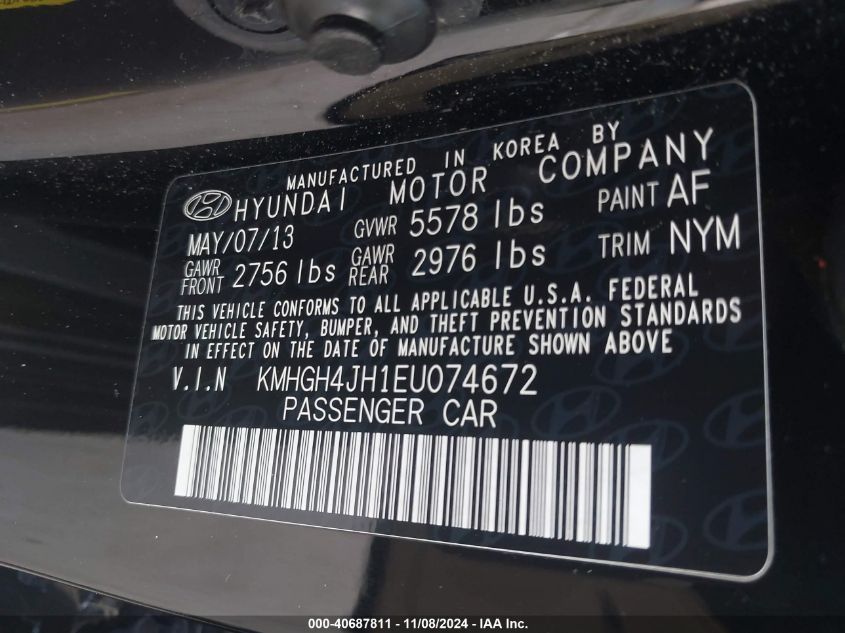 MANUFACTURED IN KOREA BY
HYUNDAI MOTOR COMPANY
MAY/07/13 GVWR 5578 lbs PAINT AF
GAWR FRONT 2756 lbs GAWR REAR 2976 lbs TRIM NYM
THIS VEHICLE CONFORMS TO ALL APPLICABLE U.S.A. FEDERAL
MOTOR VEHICLE SAFETY, BUMPER, AND THEFT PREVENTION STANDARDS
IN EFFECT ON THE DATE OF MANUFACTURE SHOWN ABOVE
V.I.N KMHGH4JH1EU074672
PASSENGER CAR
000-40687811 - 11/08/2024 - IAA Inc.